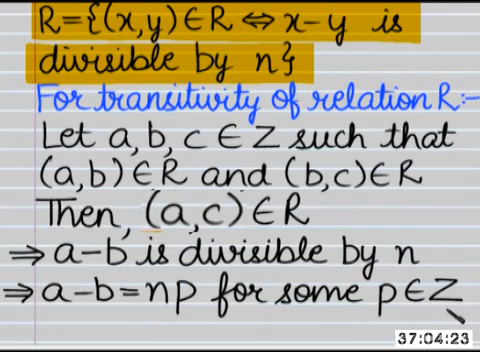 R={(x,y)∈R⇔x-y is
divisible by n}
For transitivity of relation R:-
Let a,b,c ∈ Z such that
(a,b)∈R and (b,c)∈R
Then, (a,c)∈R
⇒ a-b is divisible by n
⇒ a-b=np for some p∈Z
37:04:23